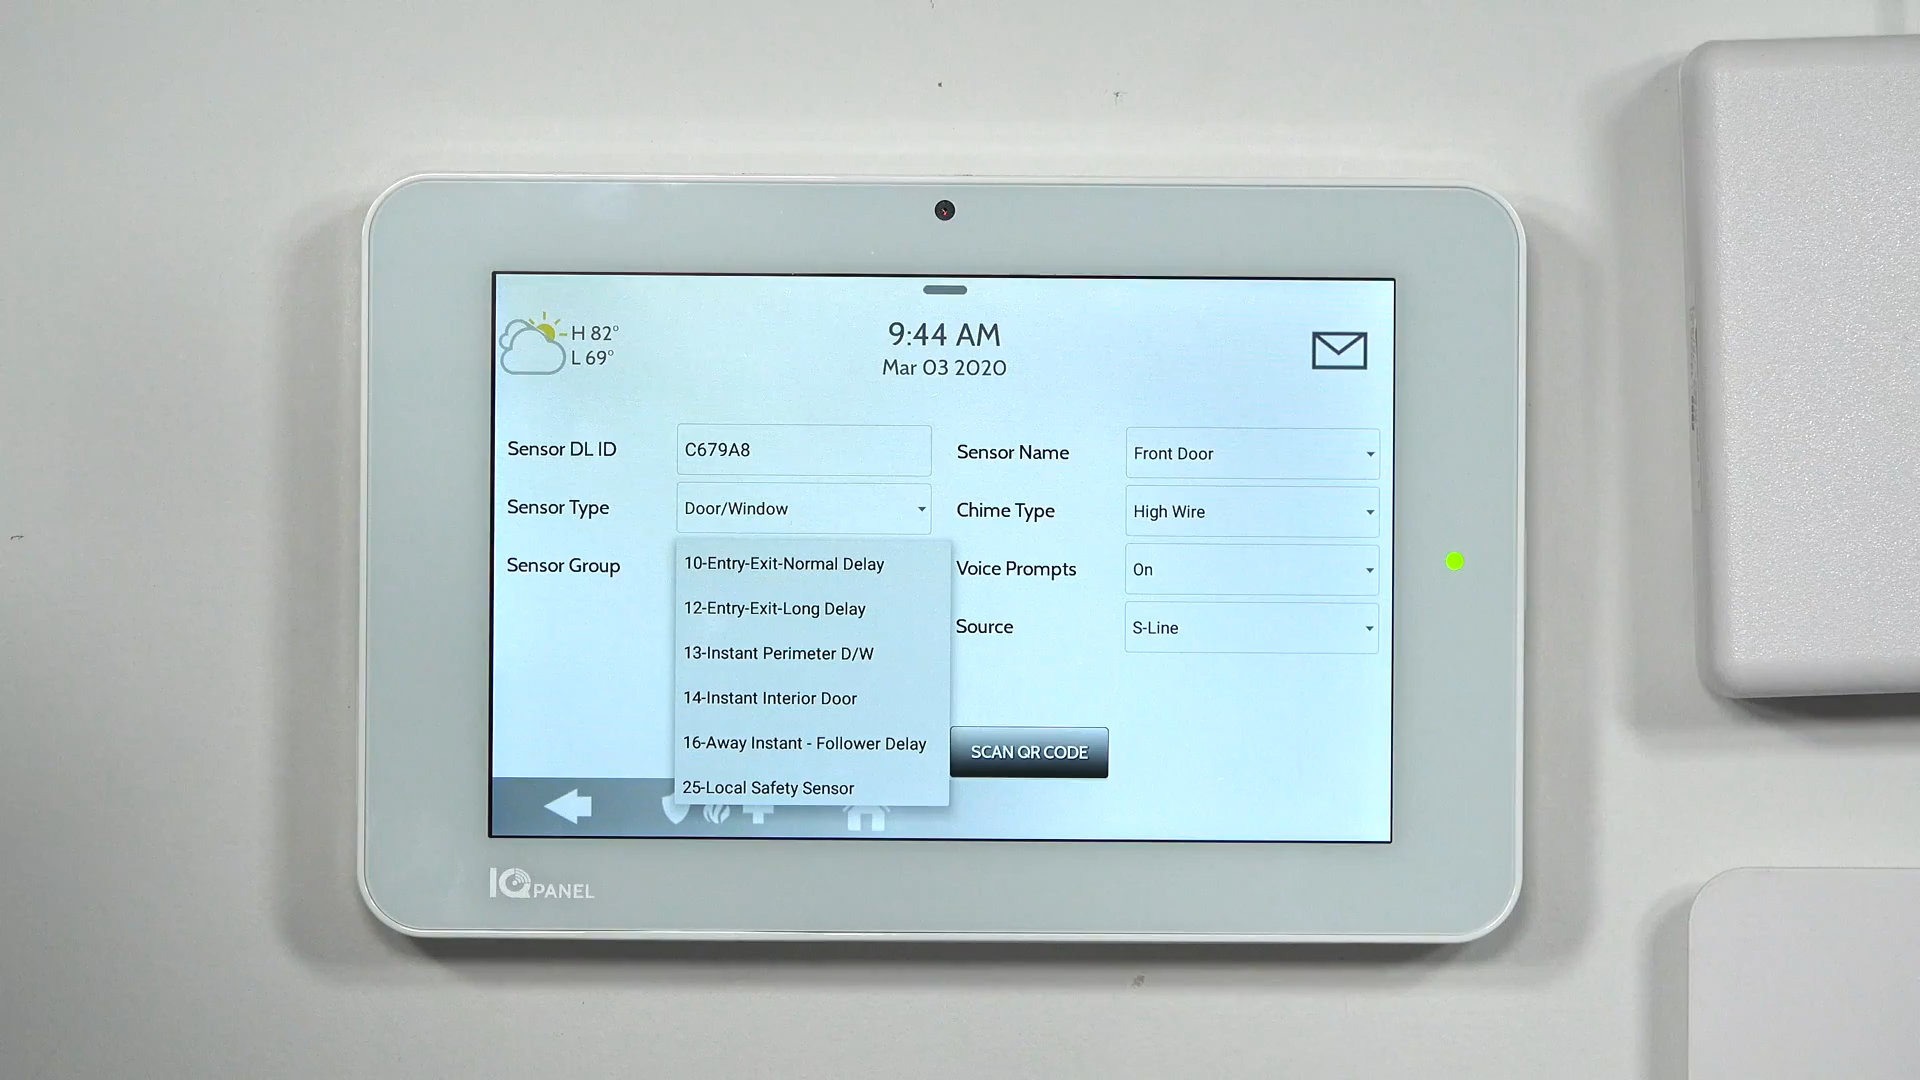 H 82°
L 69°
9:44 AM
Mar 03 2020
Sensor DL ID
C679A8
Sensor Name
Front Door
Sensor Type
Door/Window
Chime Type
High Wire
Sensor Group
10-Entry-Exit-Normal Delay
12-Entry-Exit-Long Delay
13-Instant Perimeter D/W
14-Instant Interior Door
16-Away Instant - Follower Delay
25-Local Safety Sensor
Voice Prompts
On
Source
S-Line
SCAN QR CODE
IQ PANEL